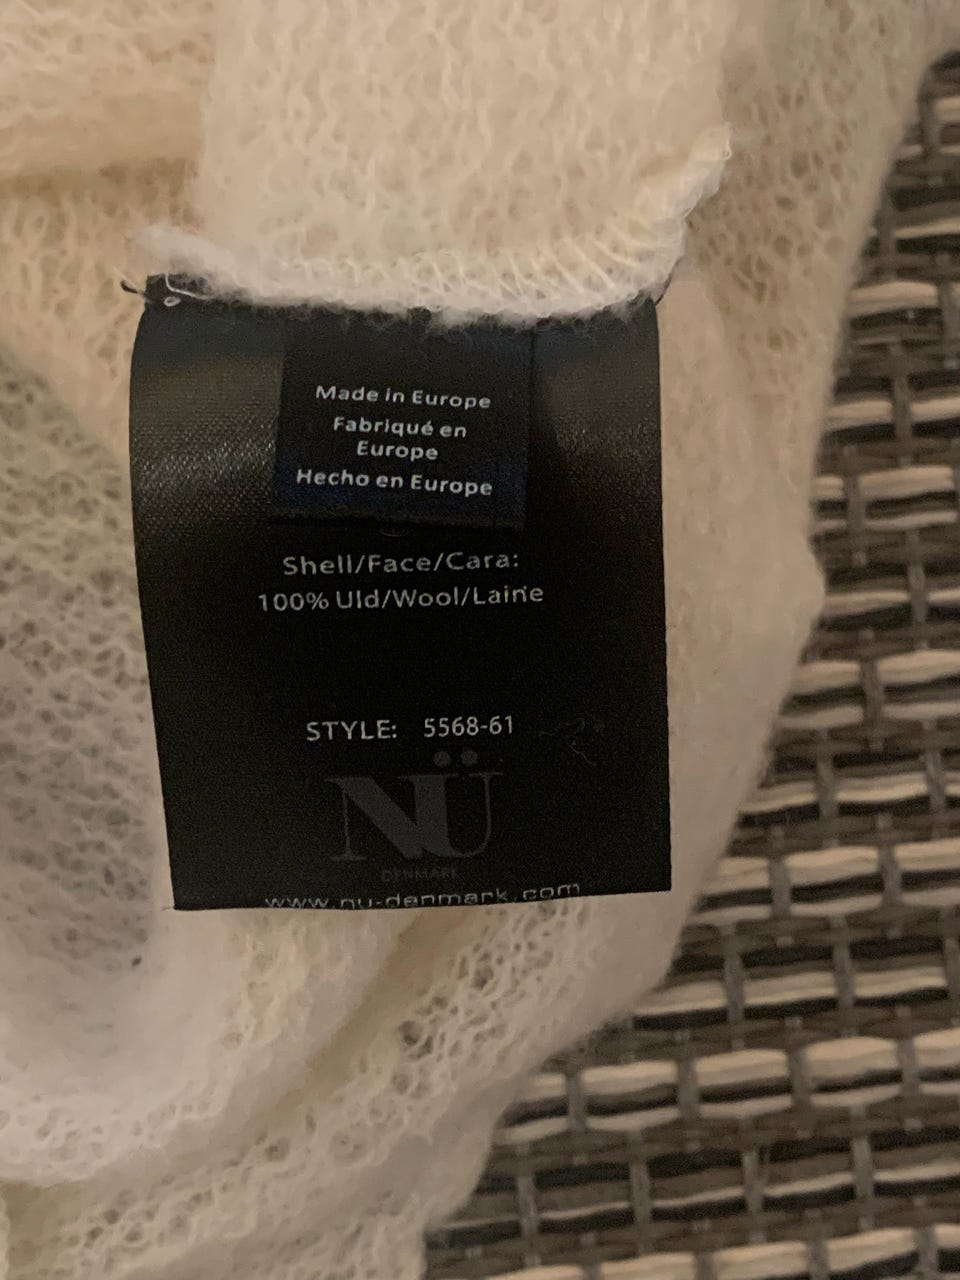 Made in Europe
Fabriqué en
Europe
Hecho en Europe
Shell/Face/Cara:
100% Uld/Wool/Laine
STYLE: 5568-61
NÜ
DENMARK
www.nu-denmark.com